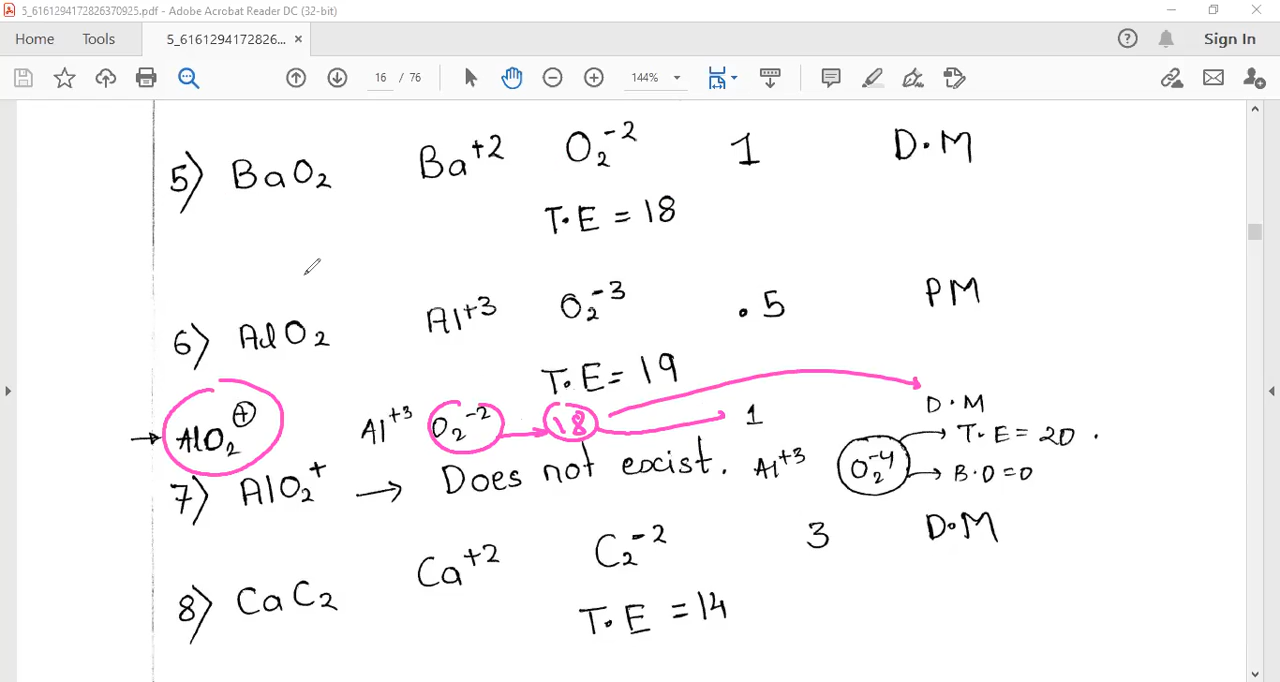 5_6161294172826370925.pdf - Adobe Acrobat Reader DC (32-bit)
Home Tools 5_6161294172826... × Sign In
16 / 76 144%
5) BaO₂ Ba⁺² O₂⁻² 1 D.M
T.E = 18
6) AlO₂ Al⁺³ O₂⁻³ .5 PM
T.E = 19
AlO₂⊕ Al⁺³ O₂⁻² → 18 1 D.M
→ T.E = 20 .
7) AlO₂⁺ → Does not excist. Al⁺³ O₂⁻⁴ → B.O = 0
8) CaC₂ Ca⁺² C₂⁻² 3 D.M
T.E = 14